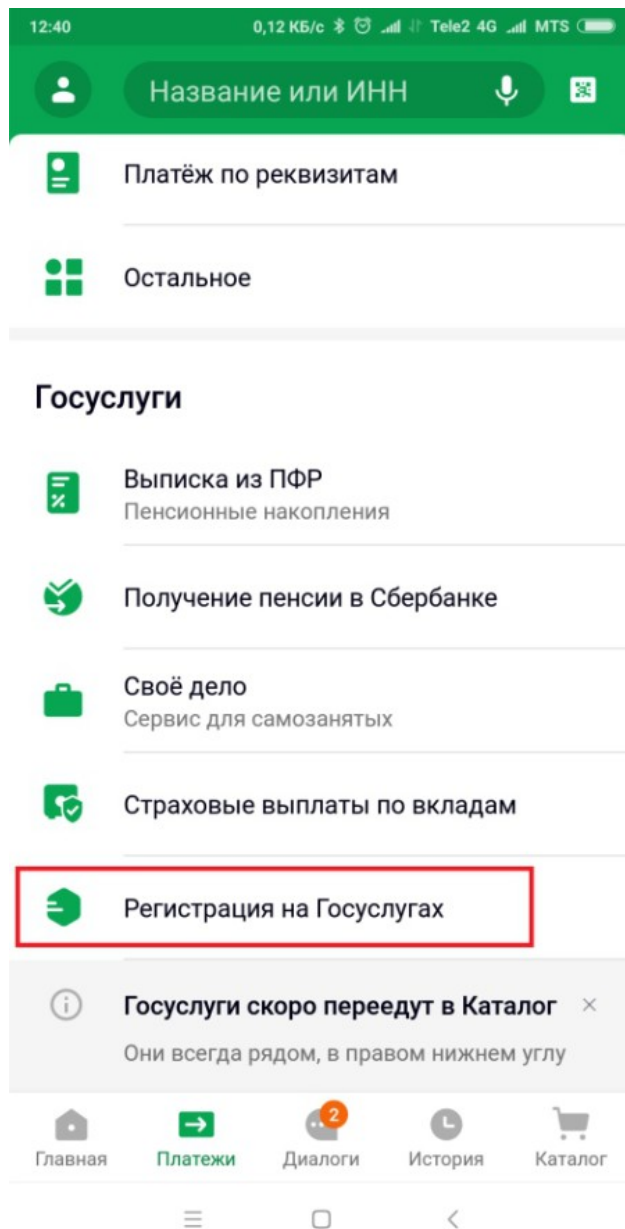 12:40 0,12 КБ/с Tele2 4G MTS
Название или ИНН
Платёж по реквизитам
Остальное
Госуслуги
Выписка из ПФР
Пенсионные накопления
Получение пенсии в Сбербанке
Своё дело
Сервис для самозанятых
Страховые выплаты по вкладам
Регистрация на Госуслугах
Госуслуги скоро переедут в Каталог
Они всегда рядом, в правом нижнем углу
2
Главная Платежи Диалоги История Каталог